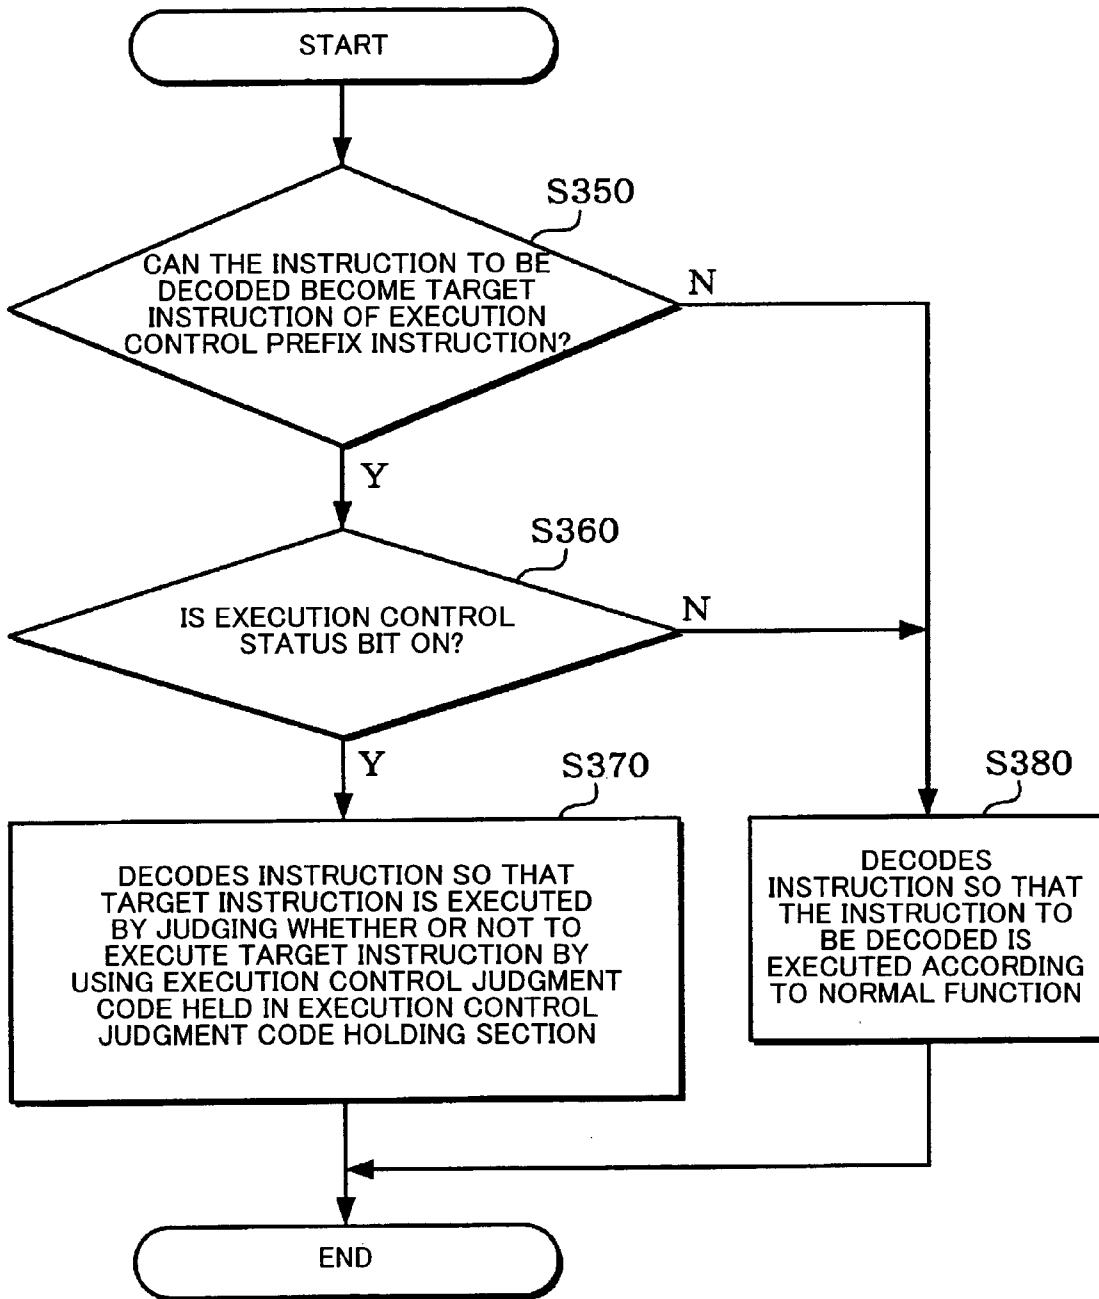 START
S350
CAN THE INSTRUCTION TO BE
DECODED BECOME TARGET
INSTRUCTION OF EXECUTION
CONTROL PREFIX INSTRUCTION?
N
Y
S360
IS EXECUTION CONTROL
STATUS BIT ON?
N
Y
S370
DECODES INSTRUCTION SO THAT
TARGET INSTRUCTION IS EXECUTED
BY JUDGING WHETHER OR NOT TO
EXECUTE TARGET INSTRUCTION BY
USING EXECUTION CONTROL JUDGMENT
CODE HELD IN EXECUTION CONTROL
JUDGMENT CODE HOLDING SECTION
S380
DECODES
INSTRUCTION SO THAT
THE INSTRUCTION TO
BE DECODED IS
EXECUTED ACCORDING
TO NORMAL FUNCTION
END